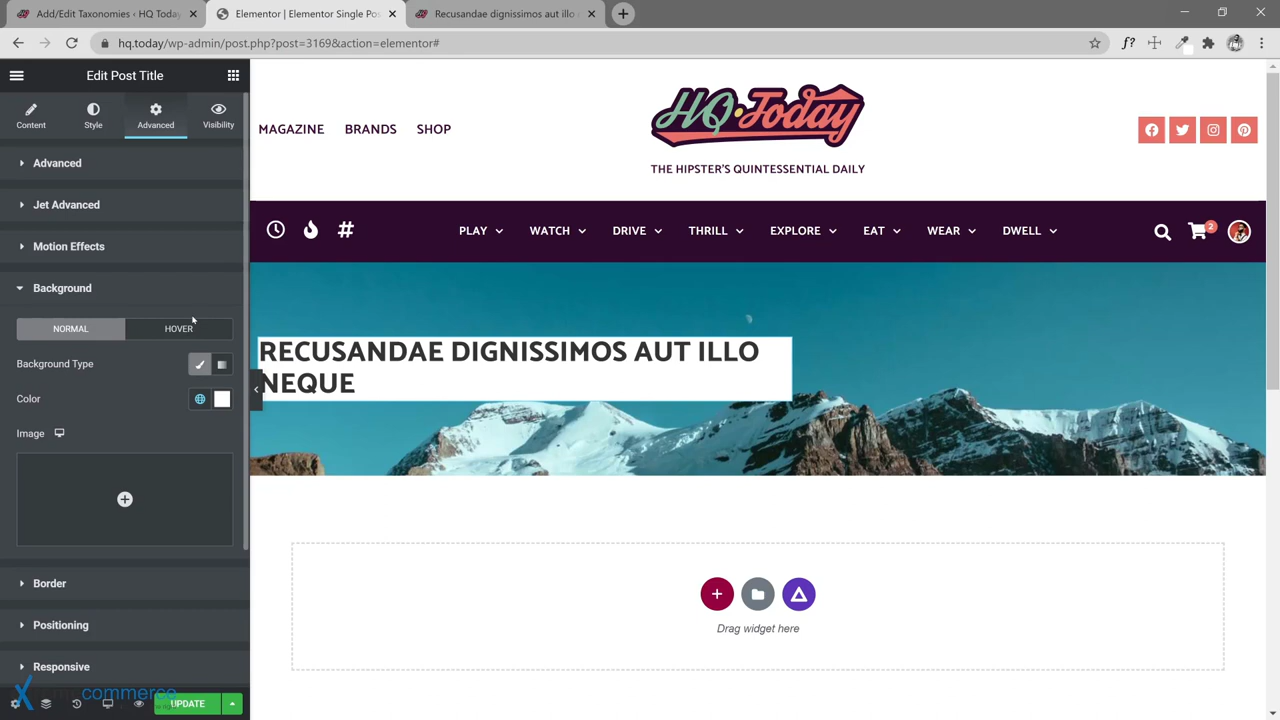 Add/Edit Taxonomies ‹ HQ Today
Elementor | Elementor Single Pos
Recusandae dignissimos aut illo
hq.today/wp-admin/post.php?post=3169&action=elementor#
Edit Post Title
Content
Style
Advanced
Visibility
Advanced
Jet Advanced
Motion Effects
Background
NORMAL
HOVER
Background Type
Color
Image
Border
Positioning
Responsive
commerce
UPDATE
MAGAZINE
BRANDS
SHOP
HQ Today
THE HIPSTER'S QUINTESSENTIAL DAILY
#
PLAY
WATCH
DRIVE
THRILL
EXPLORE
EAT
WEAR
DWELL
2
RECUSANDAE DIGNISSIMOS AUT ILLO
NEQUE
Drag widget here